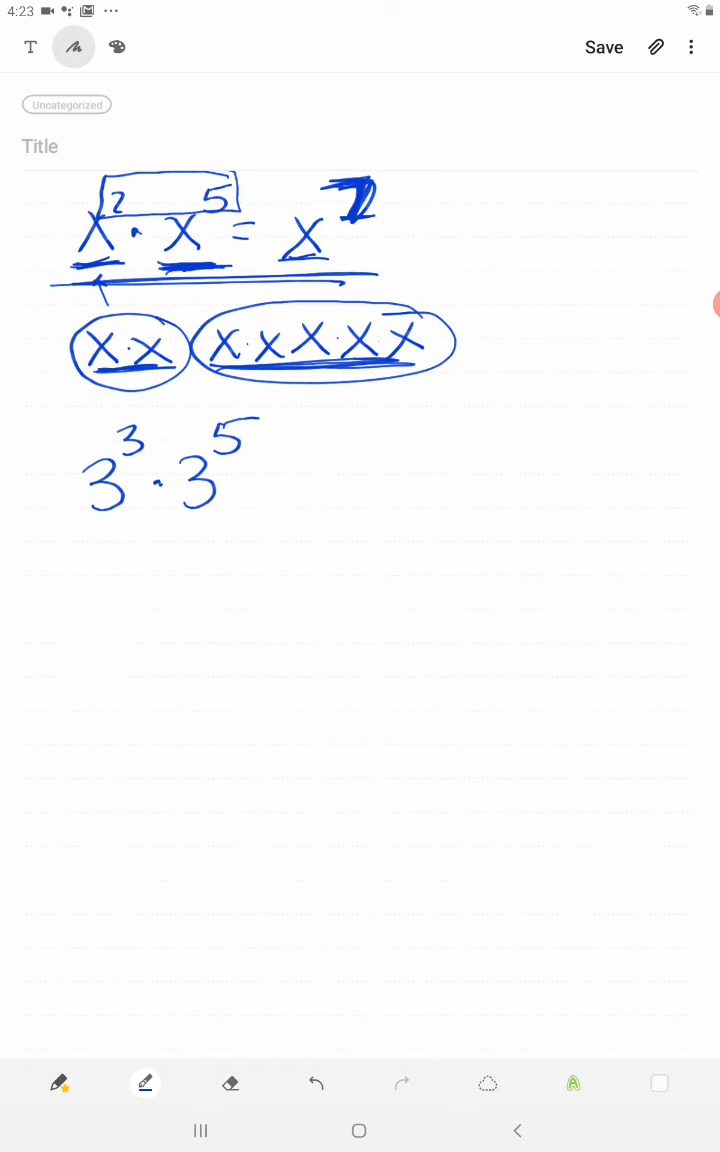 4:23
T Save
Uncategorized
Title
x² · x⁵ = x⁷
x·x x·x x·x x
3³ · 3⁵
A